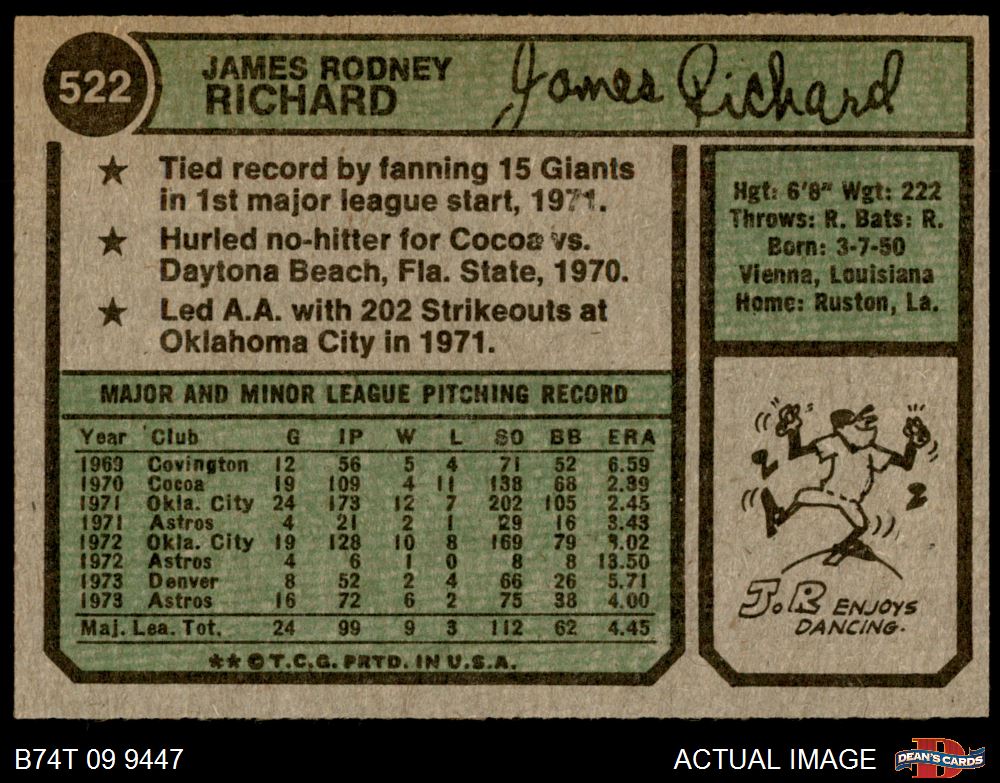 522
JAMES RODNEY
RICHARD
James Richard
★ Tied record by fanning 15 Giants
in 1st major league start, 1971.
★ Hurled no-hitter for Cocoa vs.
Daytona Beach, Fla. State, 1970.
★ Led A.A. with 202 Strikeouts at
Oklahoma City in 1971.
Hgt: 6'8" Wgt: 222
Throws: R. Bats: R.
Born: 3-7-50
Vienna, Louisiana
Home: Ruston, La.
MAJOR AND MINOR LEAGUE PITCHING RECORD
Year Club G IP W L SO BB ERA
1969 Covington 12 56 5 4 71 52 6.59
1970 Cocoa 19 109 4 11 138 68 2.39
1971 Okla. City 24 173 12 7 202 105 2.45
1971 Astros 4 21 2 1 29 16 3.43
1972 Okla. City 19 128 10 8 169 79 3.02
1972 Astros 4 6 1 0 8 8 13.50
1973 Denver 8 52 2 4 66 26 5.71
1973 Astros 16 72 6 2 75 38 4.00
Maj. Lea. Tot. 24 99 9 3 112 62 4.45
★★©T.C.G. PRTD. IN U.S.A.
J.R ENJOYS
DANCING.
B74T 09 9447
ACTUAL IMAGE
D
DEAN'S CARDS